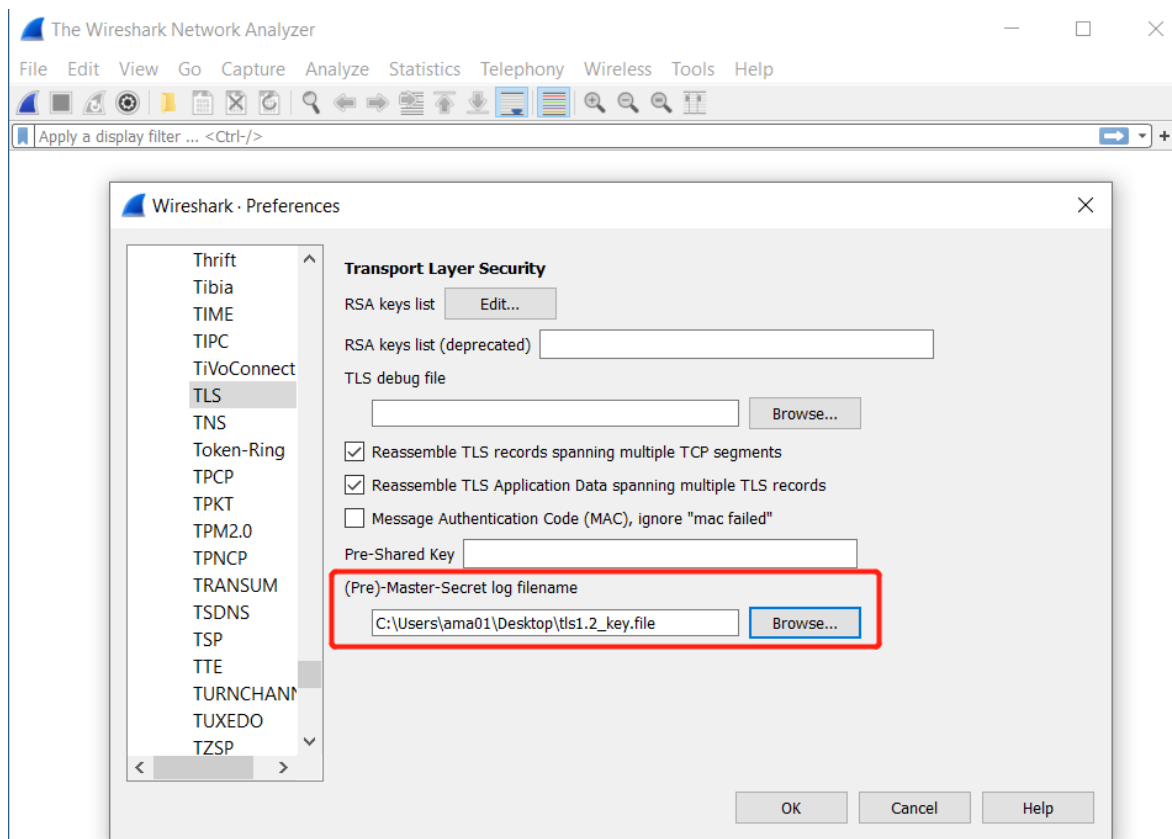 The Wireshark Network Analyzer
File Edit View Go Capture Analyze Statistics Telephony Wireless Tools Help
Apply a display filter ... <Ctrl-/>
Wireshark · Preferences
Thrift
Tibia
TIME
TIPC
TiVoConnect
TLS
TNS
Token-Ring
TPCP
TPKT
TPM2.0
TPNCP
TRANSUM
TSDNS
TSP
TTE
TURNCHANN
TUXEDO
TZSP
Transport Layer Security
RSA keys list Edit...
RSA keys list (deprecated)
TLS debug file
Browse...
Reassemble TLS records spanning multiple TCP segments
Reassemble TLS Application Data spanning multiple TLS records
Message Authentication Code (MAC), ignore "mac failed"
Pre-Shared Key
(Pre)-Master-Secret log filename
C:\Users\ama01\Desktop\tls1.2_key.file Browse...
OK Cancel Help